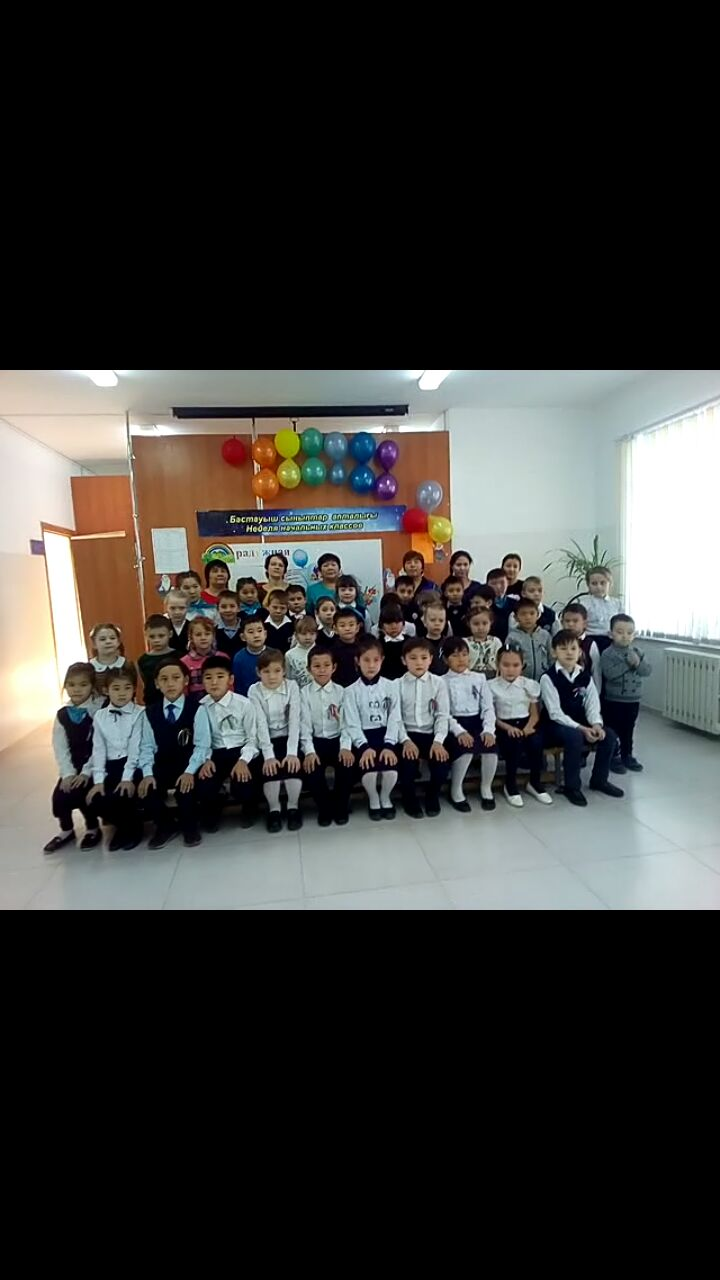 Бастауыш сыныптар апталығы
Неделя начальных классов